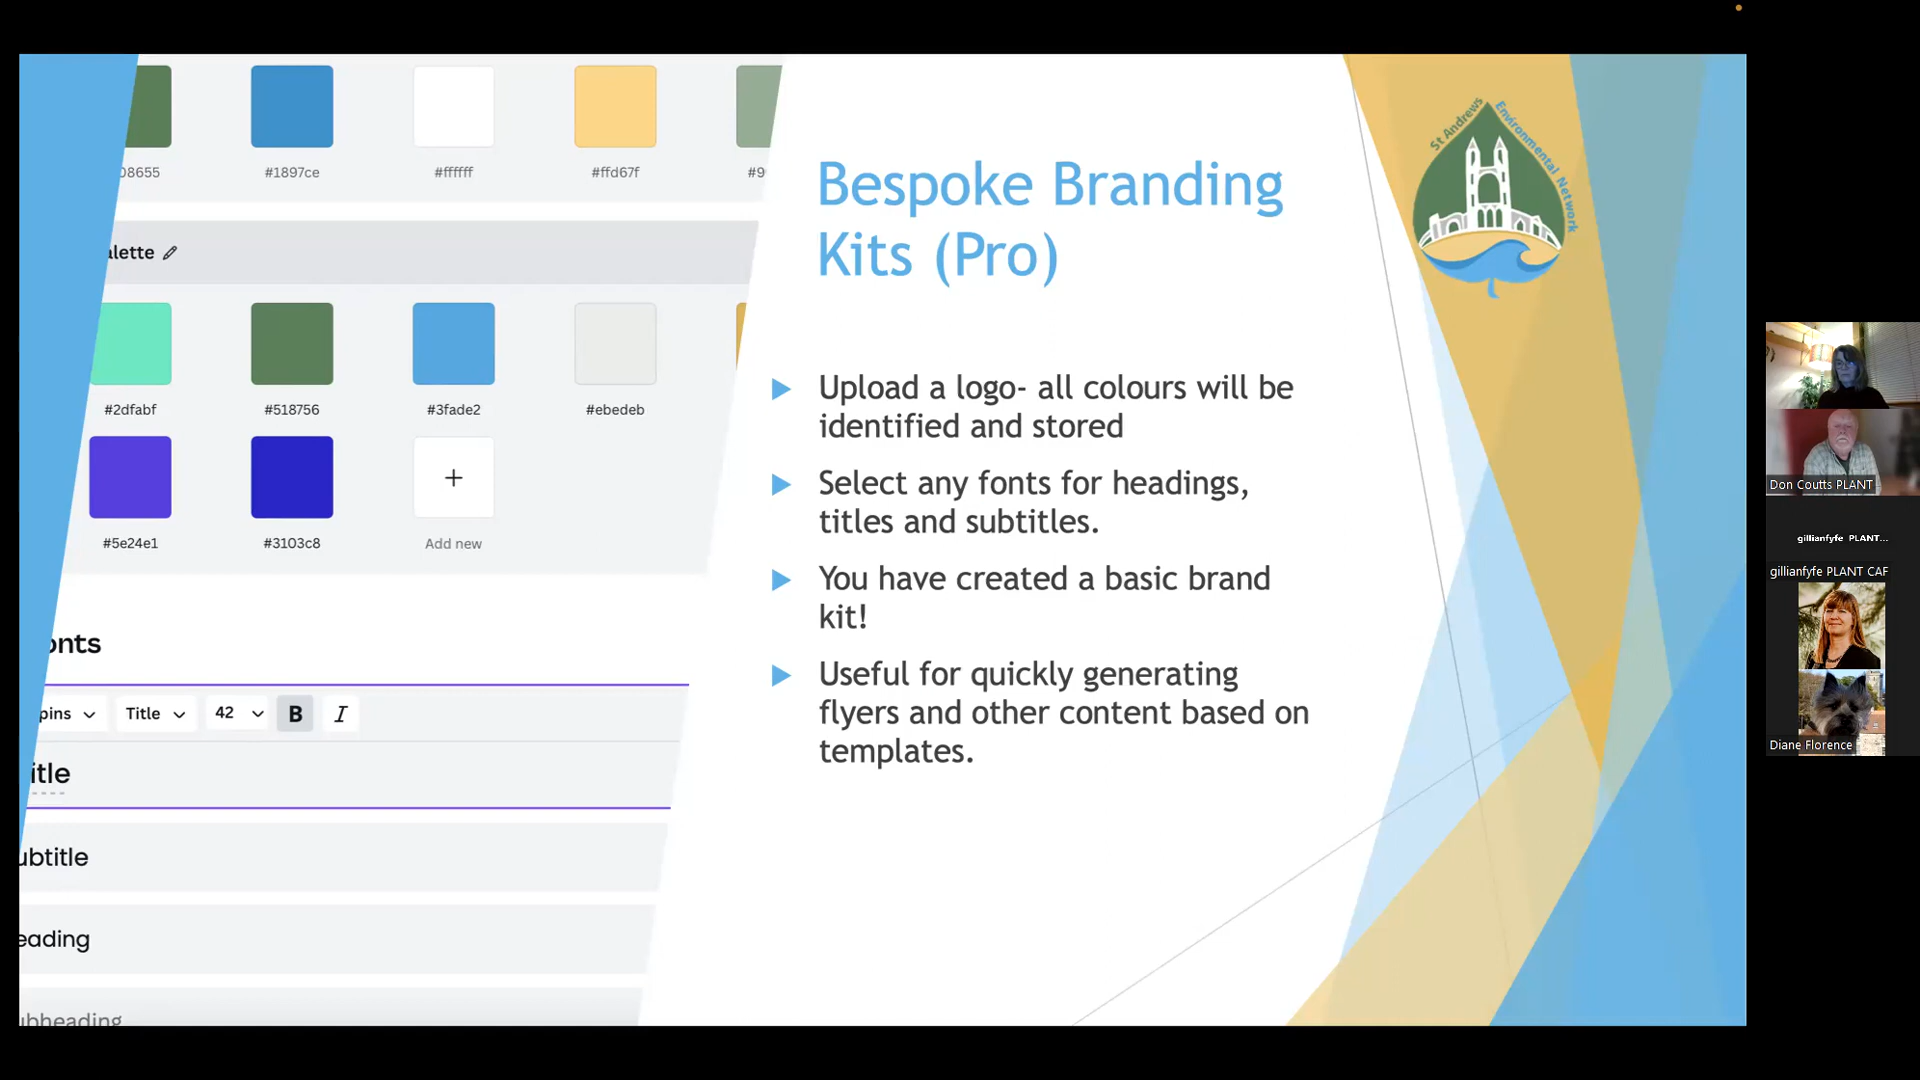 08655
#1897ce
#ffffff
#ffd67f
#9
alette
#2dfabf
#518756
#3fade2
#ebebeb
#5e24e1
#3103c8
Add new
onts
pins
Title
42
B
I
itle
ubtitle
eading
ubheading
Bespoke Branding
Kits (Pro)
Upload a logo- all colours will be
identified and stored
Select any fonts for headings,
titles and subtitles.
You have created a basic brand
kit!
Useful for quickly generating
flyers and other content based on
templates.
St Andrews
Environmental Network
Don Coutts PLANT
gillianfyfe PLANT...
gillianfyfe PLANT CAF
Diane Florence